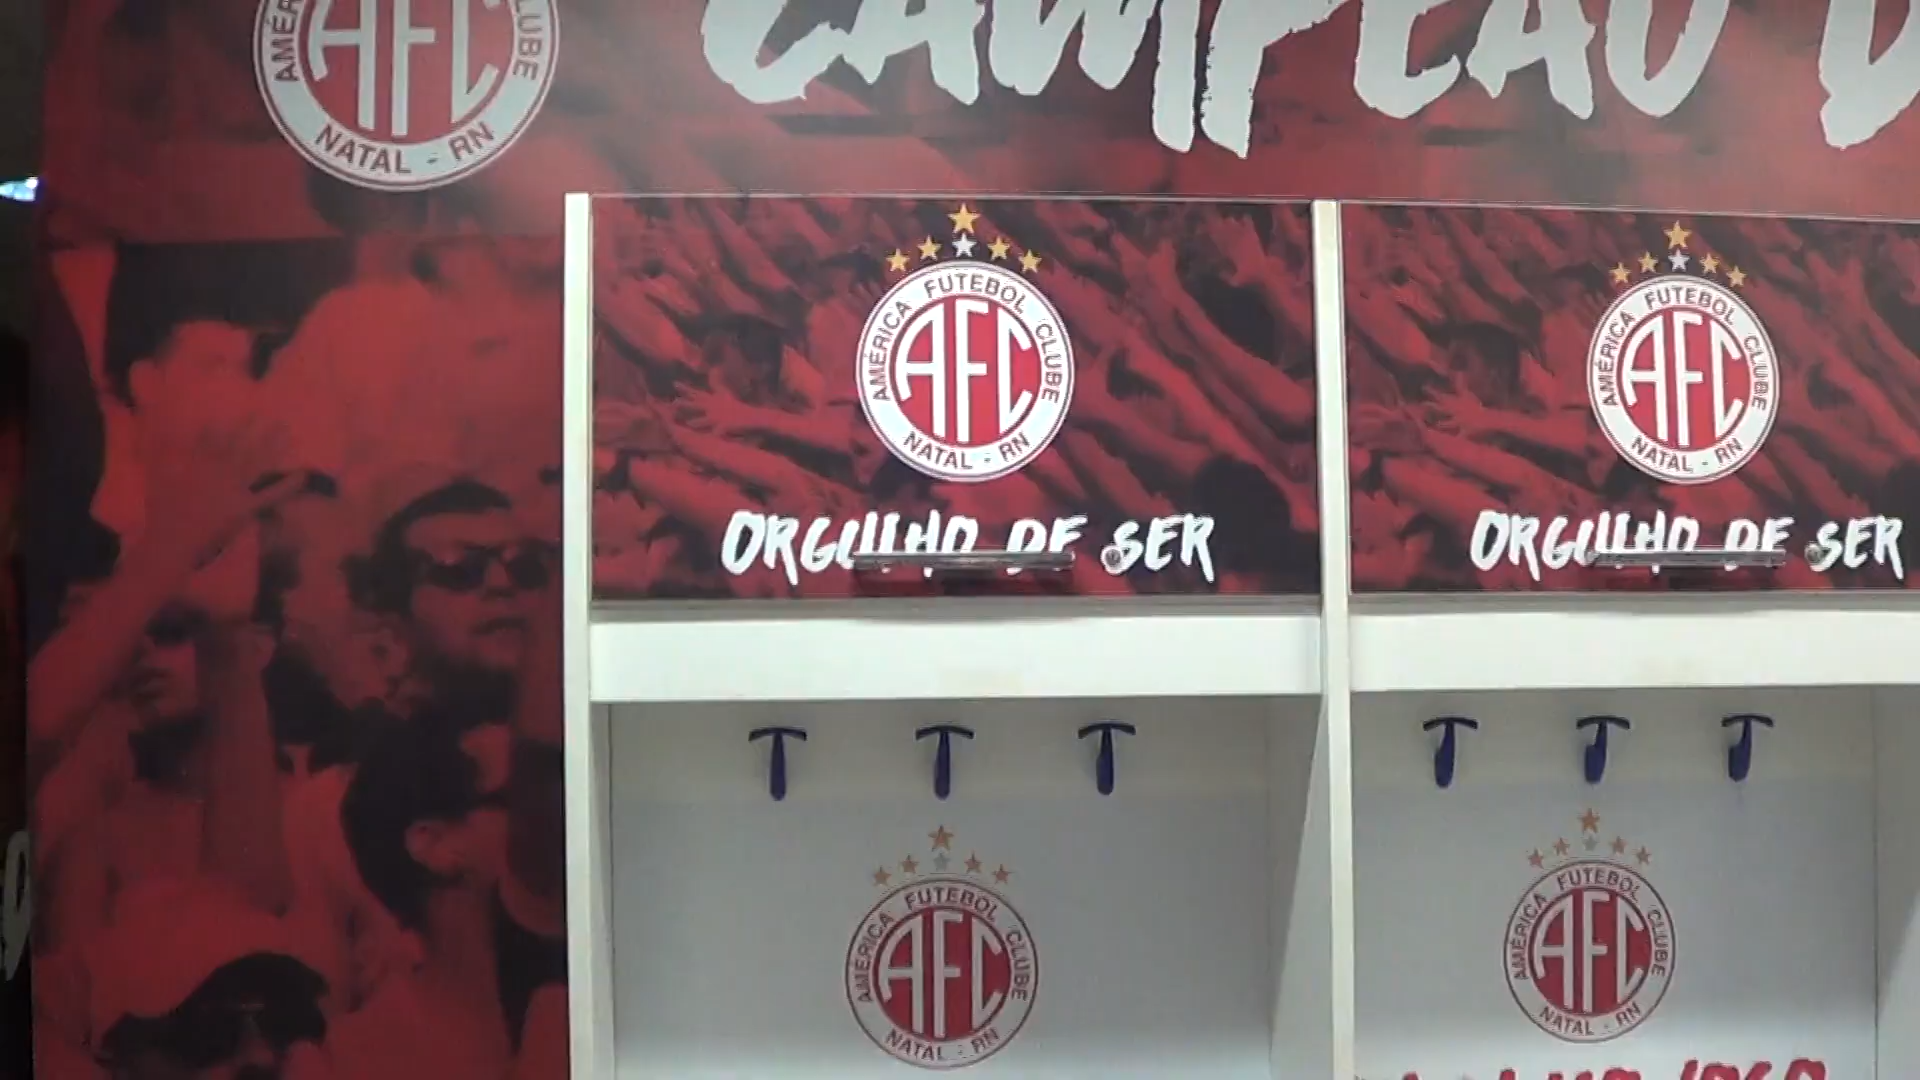 AMÉR
CLUBE
AFC
NATAL - RN
CAMPEÃO D
AMÉRICA FUTEBOL CLUBE
AFC
NATAL - RN
ORGULHO DE SER
AMÉRICA FUTEBOL CLUBE
AFC
NATAL - RN
ORGULHO DE SER
AMÉRICA FUTEBOL CLUBE
AFC
NATAL - RN
AMÉRICA FUTEBOL CLUBE
AFC
NATAL - RN